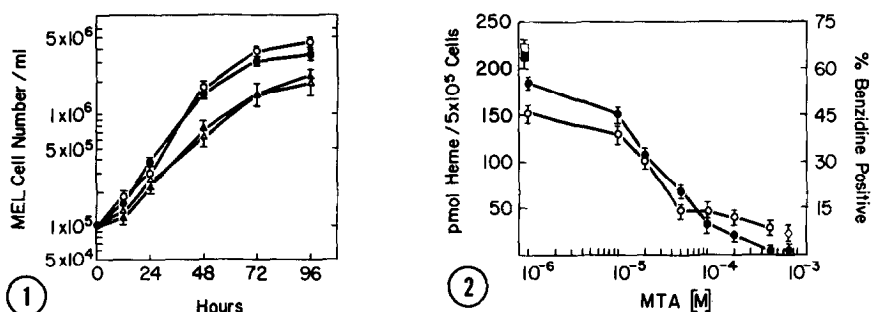 5x10⁶
1x10⁶
5x10⁵
1x10⁵
5x10⁴
MEL Cell Number / ml
0 24 48 72 96
Hours
1
250
200
150
100
50
pmol Heme / 5x10⁵ Cells
75
60
45
30
15
% Benzidine Positive
10⁻⁶ 10⁻⁵ 10⁻⁴ 10⁻³
MTA [M]
2